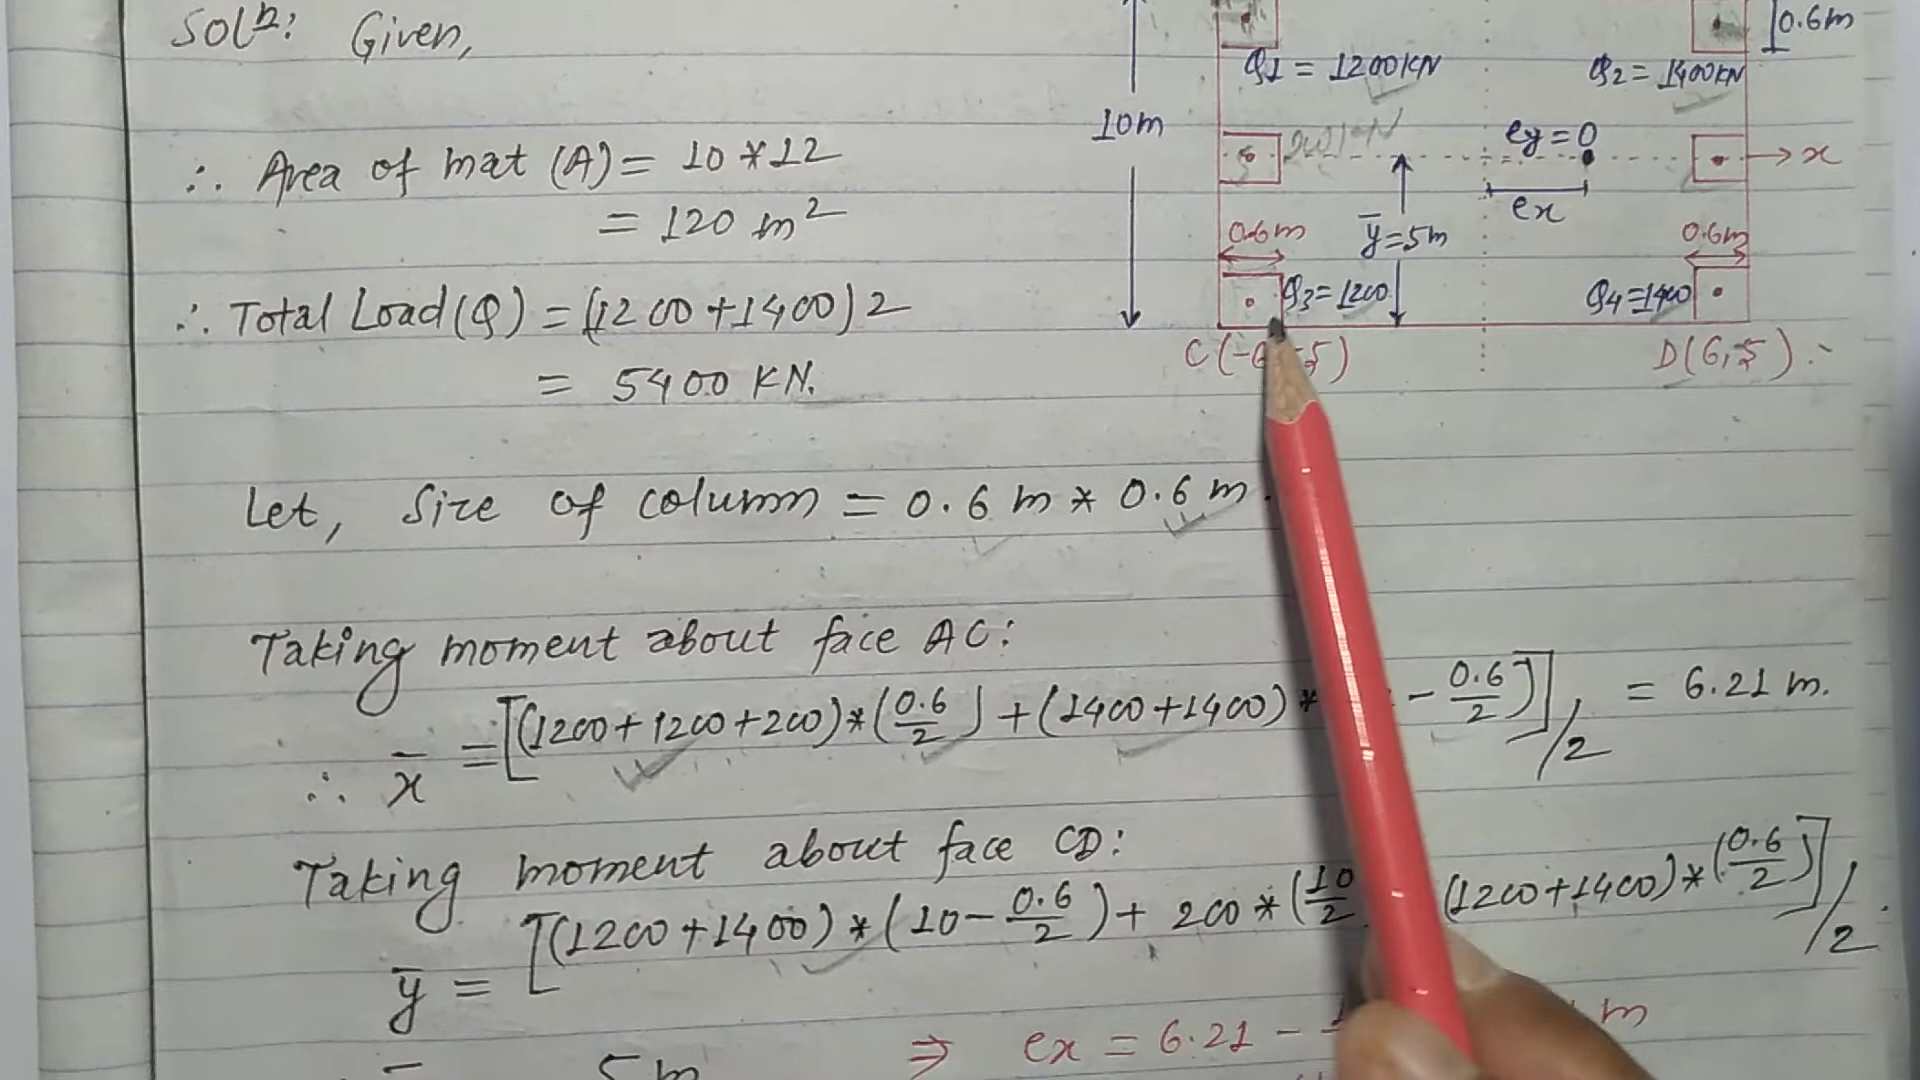 Solⁿ: Given,
0.6m
Q1 = 1200KN
Q2 = 1400KN
10m
ey=0
x
ex
∴ Area of mat (A) = 10 * 12
= 120 m²
0.6m
ȳ=5m
0.6m
∴ Total Load(Q) = (1200+1400)2
Q3=1200
Q4=1400
= 5400 KN.
D(6,-5)
Let, Size of column = 0.6 m * 0.6 m.
Taking moment about face AC:
∴ x̄ = [(1200+1200+200)*(0.6/2)+(1400+1400)* - 0.6/2)]/2 = 6.21 m.
Taking moment about face CD:
ȳ = [(1200+1400)*(10-0.6/2)+ 200*(10/2 (1200+1400)*(0.6/2)]/2.
⇒ ex = 6.21 - m
5m